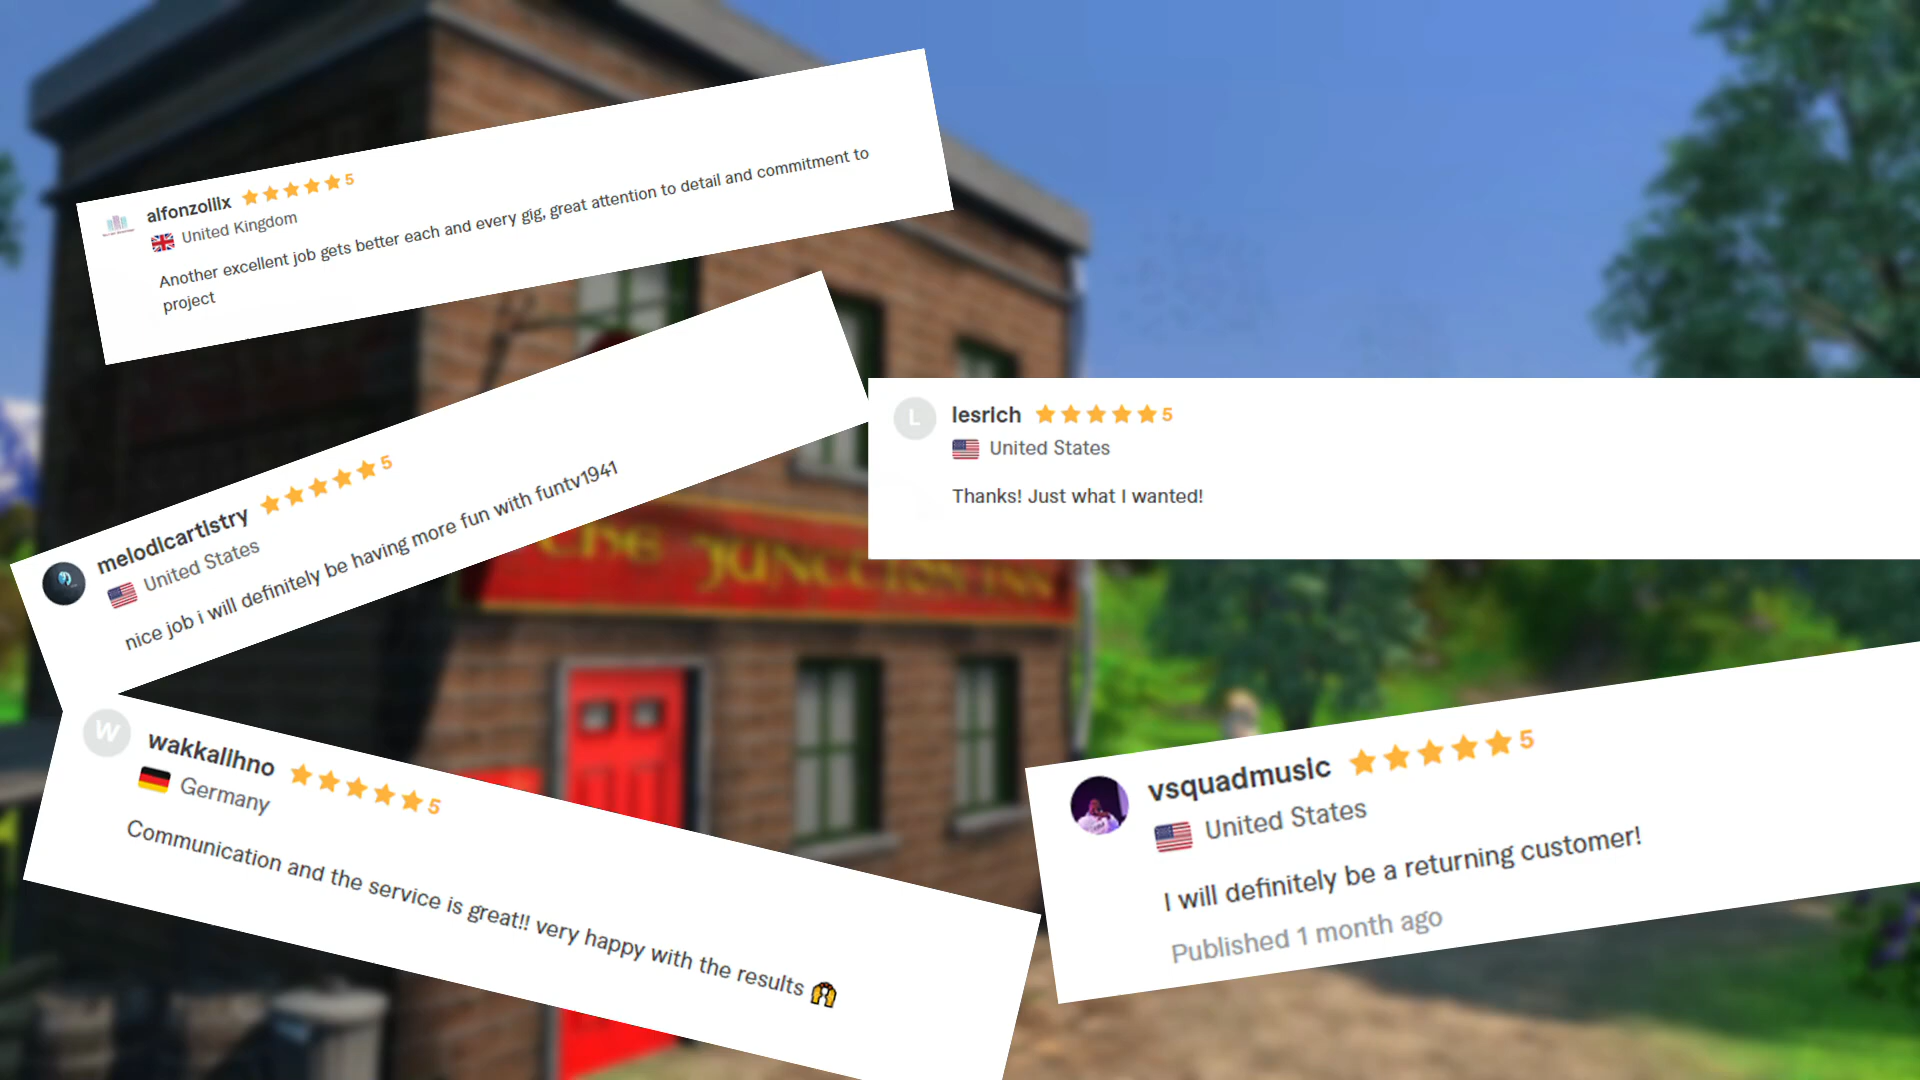 alfonzollix 5
United Kingdom
Another excellent job gets better each and every gig, great attention to detail and commitment to
project
melodicartistry 5
United States
nice job i will definitely be having more fun with funtv1941
L
lesrich 5
United States
Thanks! Just what I wanted!
THE JUNCTION INN
W
wakkalihno 5
Germany
Communication and the service is great!! very happy with the results 🙌
vsquadmusic 5
United States
I will definitely be a returning customer!
Published 1 month ago